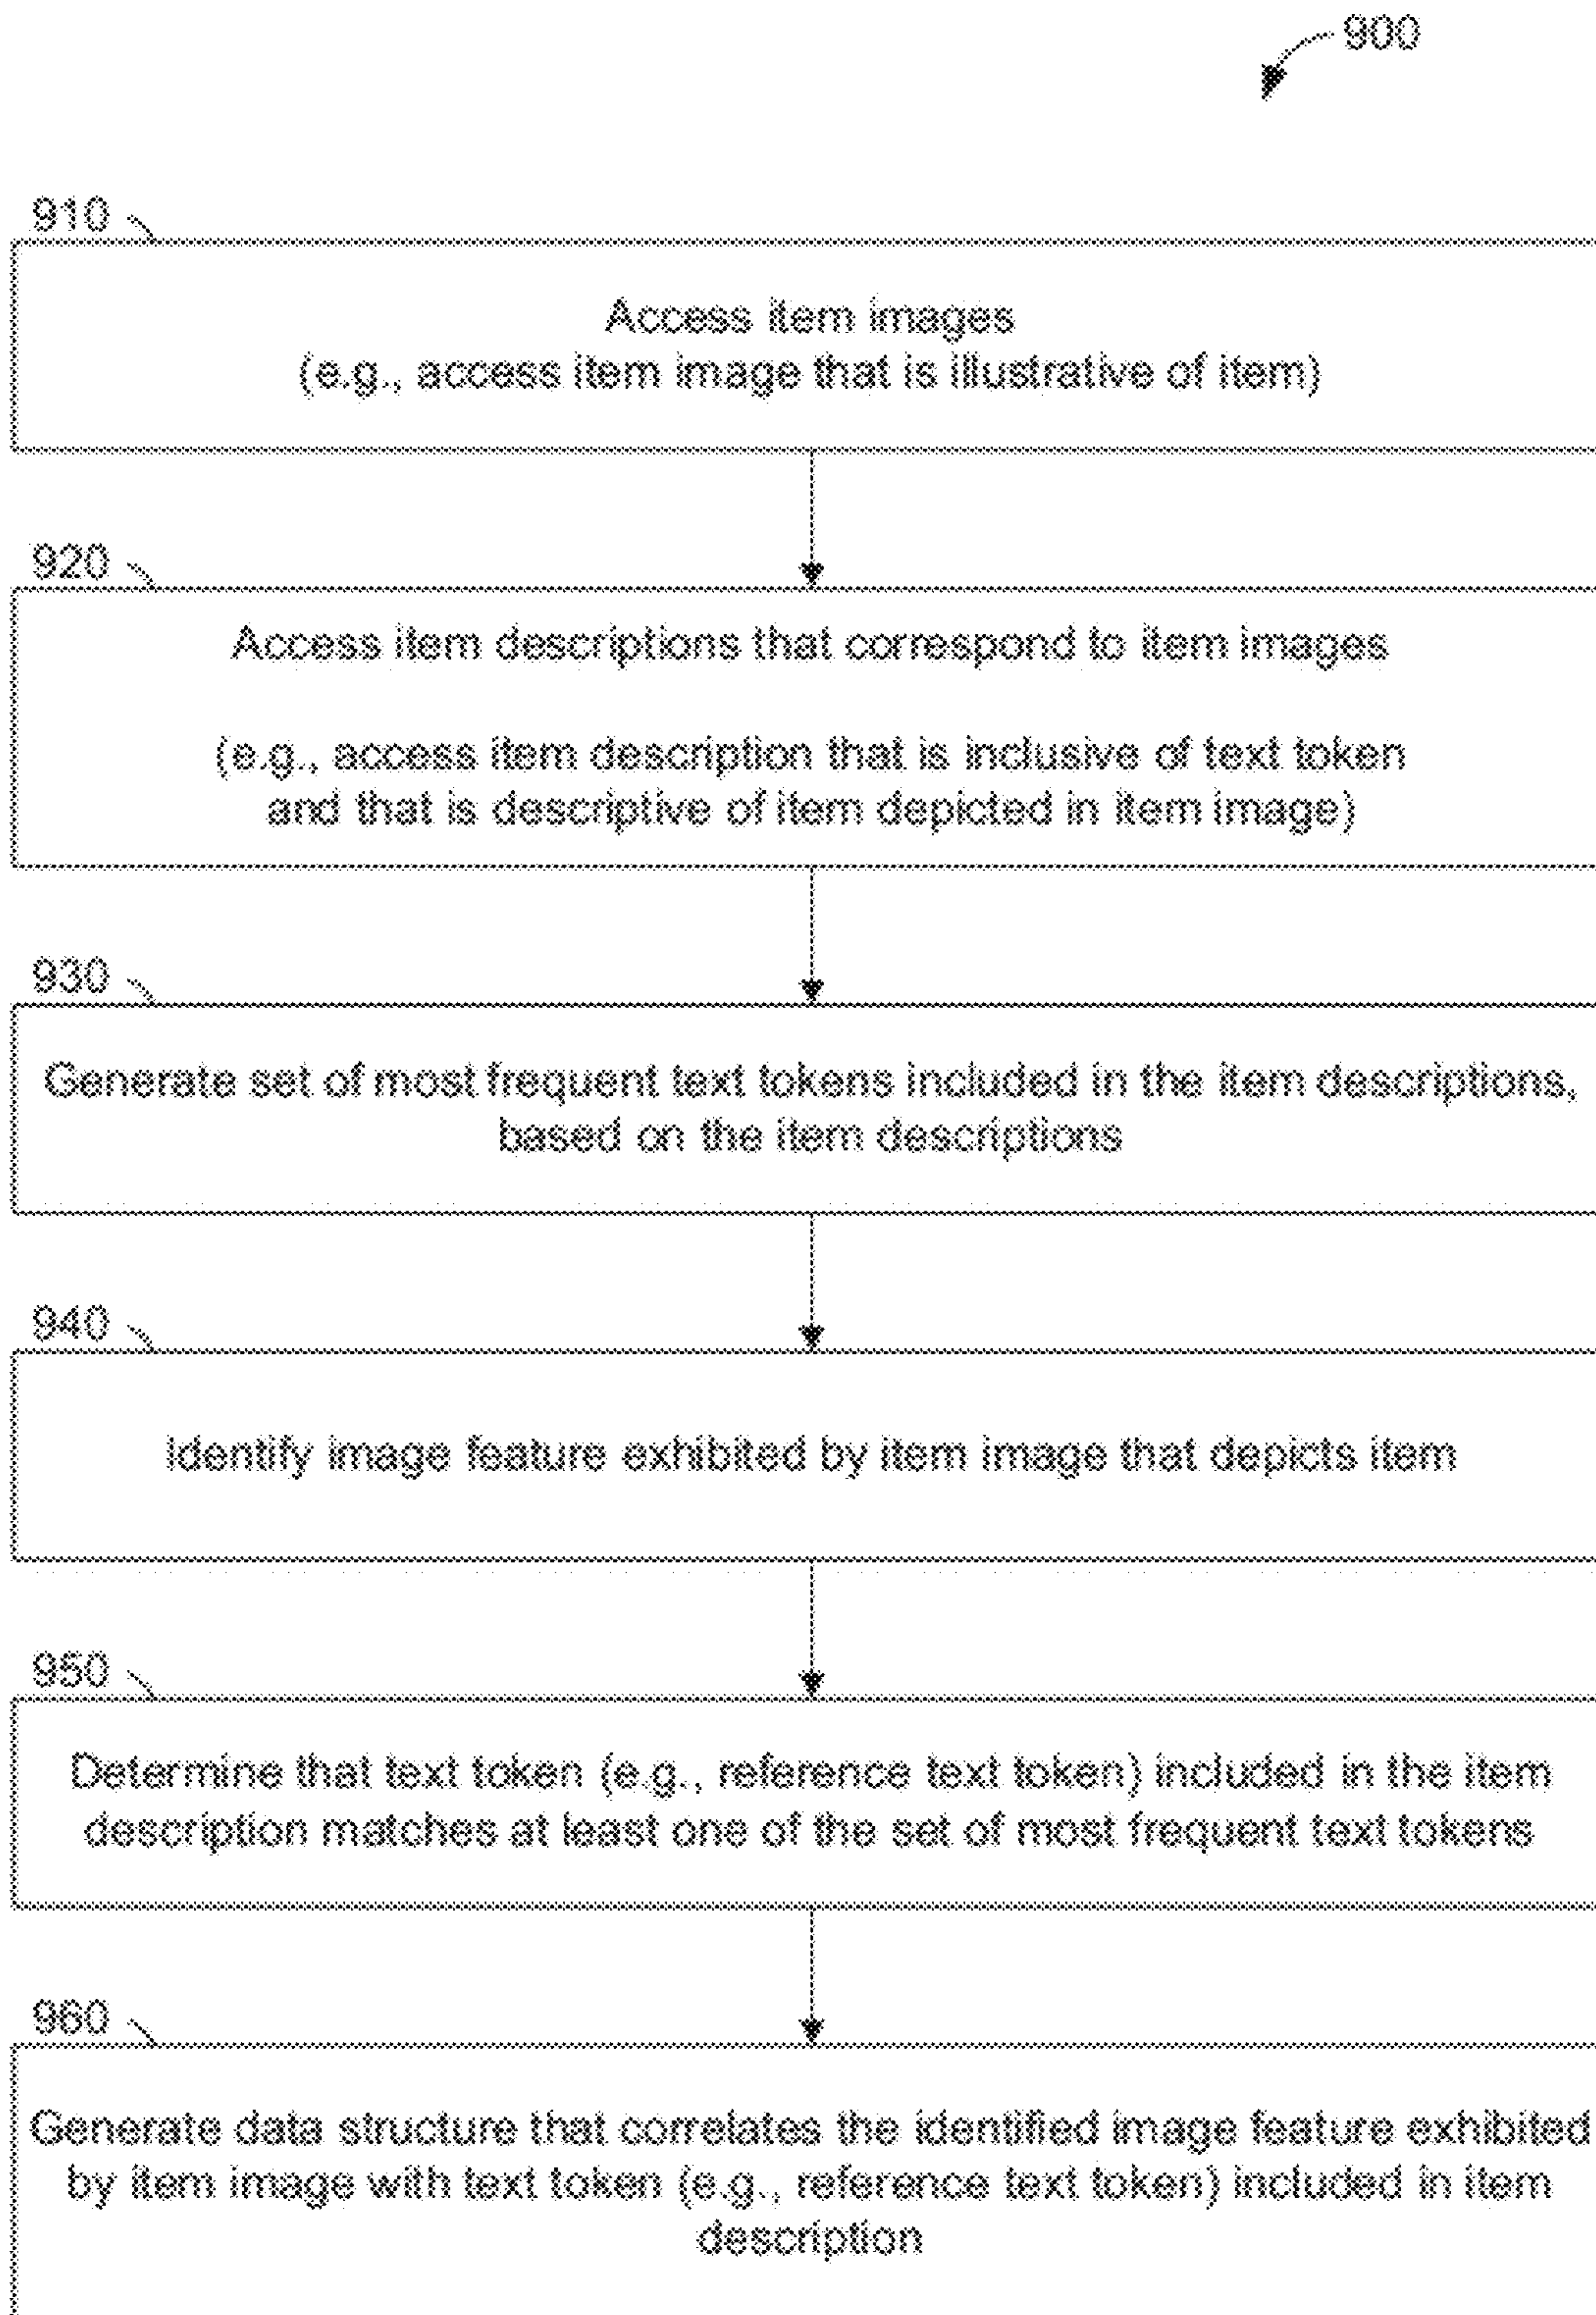 900
910
Access item images
(e.g., access item image that is illustrative of item)
920
Access item descriptions that correspond to item images
(e.g., access item description that is inclusive of text token
and that is descriptive of item depicted in item image)
930
Generate set of most frequent text tokens included in the item descriptions,
based on the item descriptions
940
Identify image feature exhibited by item image that depicts item
950
Determine that text token (e.g., reference text token) included in the item
description matches at least one of the set of most frequent text tokens
960
Generate data structure that correlates the identified image feature exhibited
by item image with text token (e.g., reference text token) included in item
description